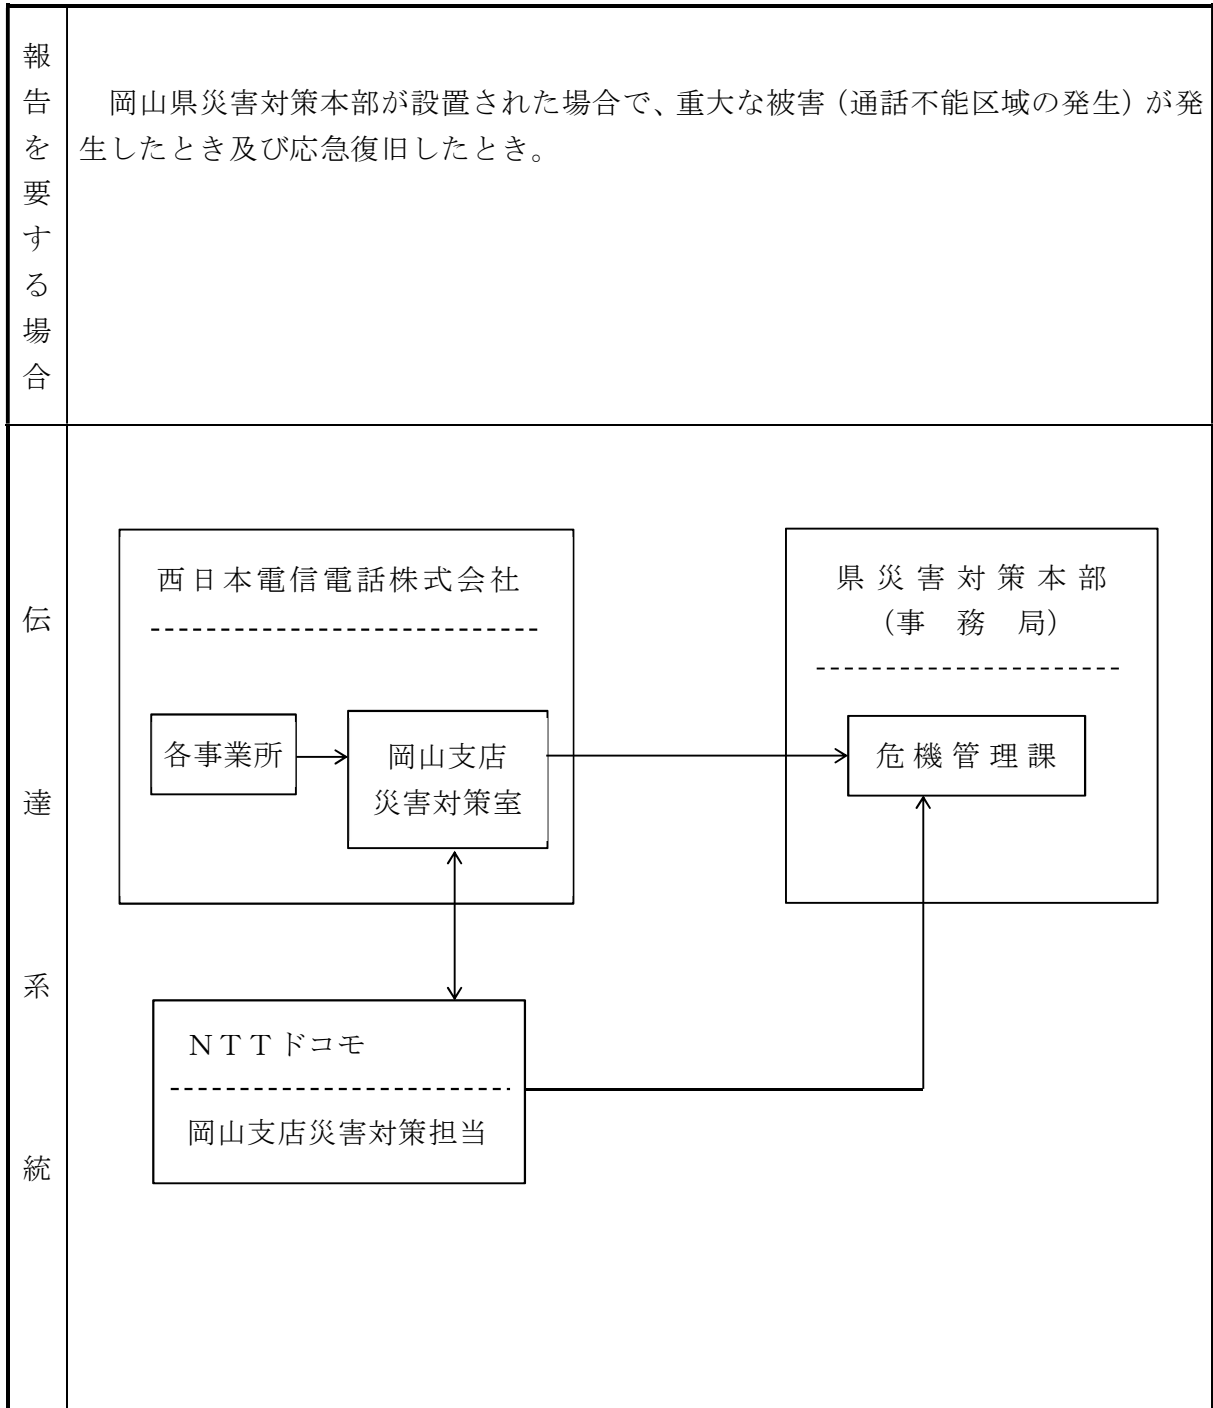 報告を要する場合
岡山県災害対策本部が設置された場合で、重大な被害（通話不能区域の発生）が発
生したとき及び応急復旧したとき。
伝達系統
西日本電信電話株式会社
各事業所
岡山支店
災害対策室
県災害対策本部
（事　務　局）
危機管理課
ＮＴＴドコモ
岡山支店災害対策担当